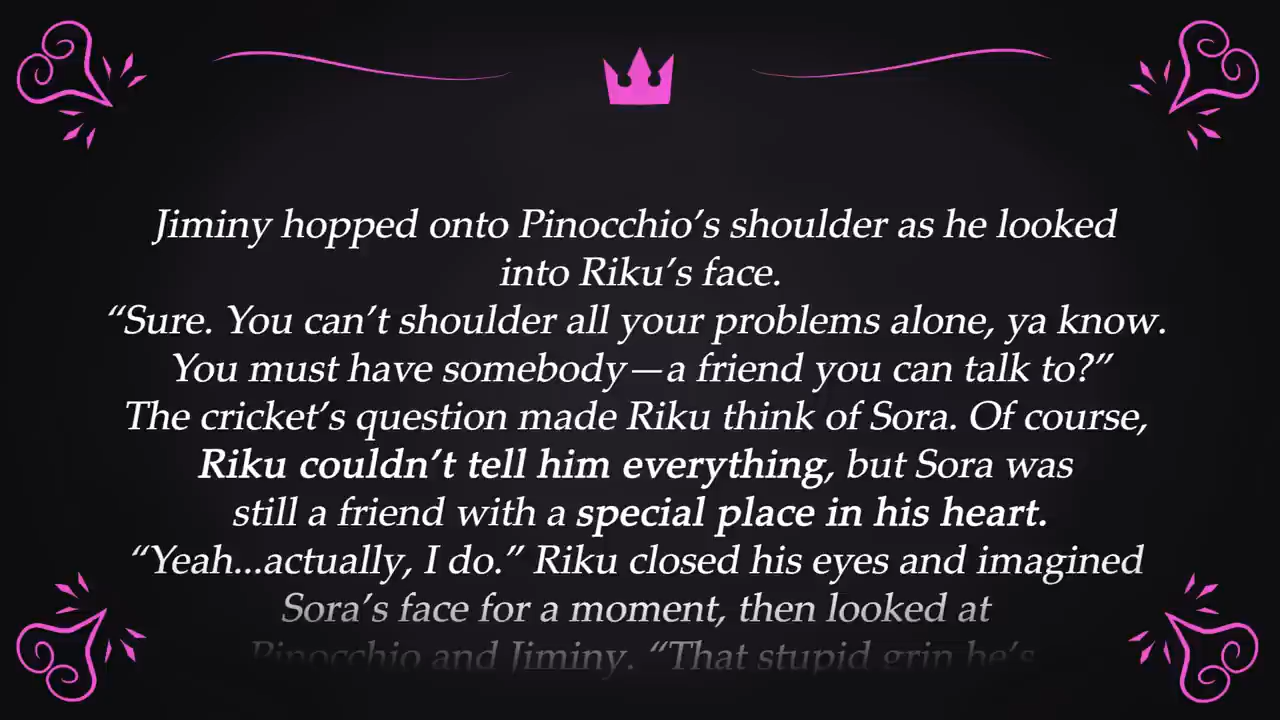 Jiminy hopped onto Pinocchio’s shoulder as he looked
into Riku’s face.
“Sure. You can’t shoulder all your problems alone, ya know.
You must have somebody—a friend you can talk to?”
The cricket’s question made Riku think of Sora. Of course,
Riku couldn’t tell him everything, but Sora was
still a friend with a special place in his heart.
“Yeah...actually, I do.” Riku closed his eyes and imagined
Sora’s face for a moment, then looked at
Pinocchio and Jiminy. “That stupid grin he’s